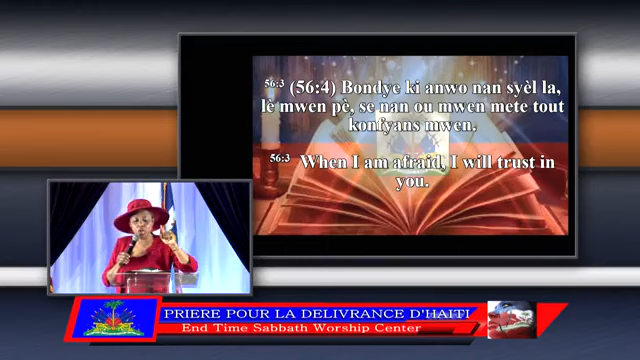 56:3 (56:4) Bondye ki anwo nan syèl la,
lè mwen pè, se nan ou mwen mete tout
konfyans mwen.
56:3 When I am afraid, I will trust in
you.
PRIERE POUR LA DELIVRANCE D'HAITI
End Time Sabbath Worship Center